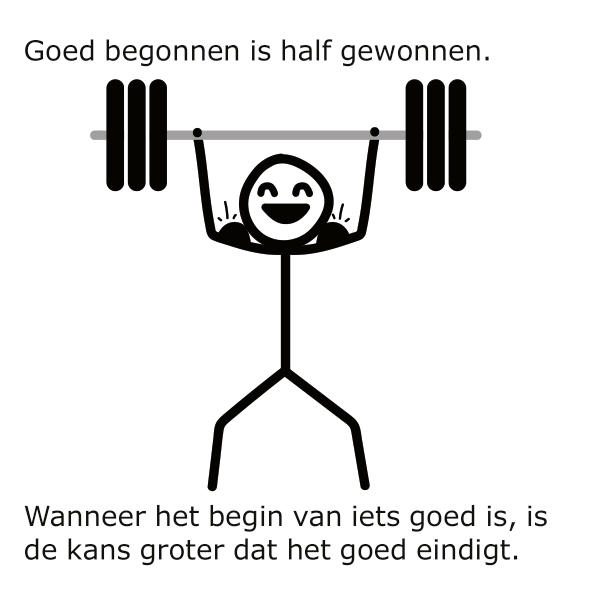 Goed begonnen is half gewonnen.
Wanneer het begin van iets goed is, is
de kans groter dat het goed eindigt.